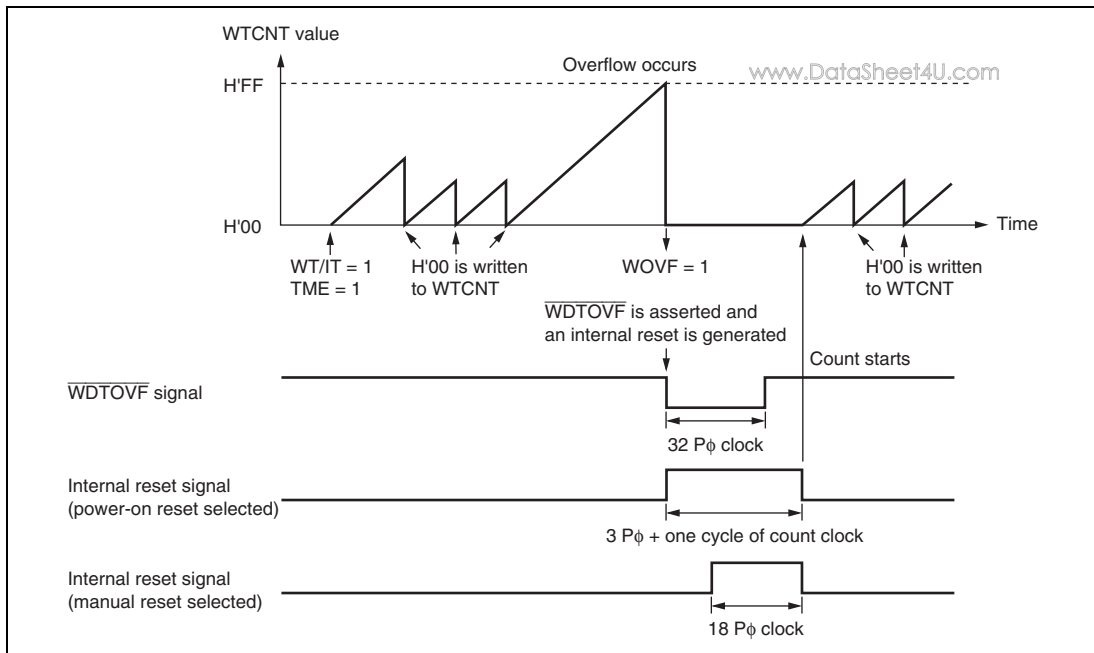 WTCNT value
Overflow occurs
www.DataSheet4U.com
H'FF
H'00
Time
WT/IT = 1
TME = 1
H'00 is written
to WTCNT
WOVF = 1
H'00 is written
to WTCNT
WDTOVF is asserted and
an internal reset is generated
Count starts
WDTOVF signal
32 Pϕ clock
Internal reset signal
(power-on reset selected)
3 Pϕ + one cycle of count clock
Internal reset signal
(manual reset selected)
18 Pϕ clock